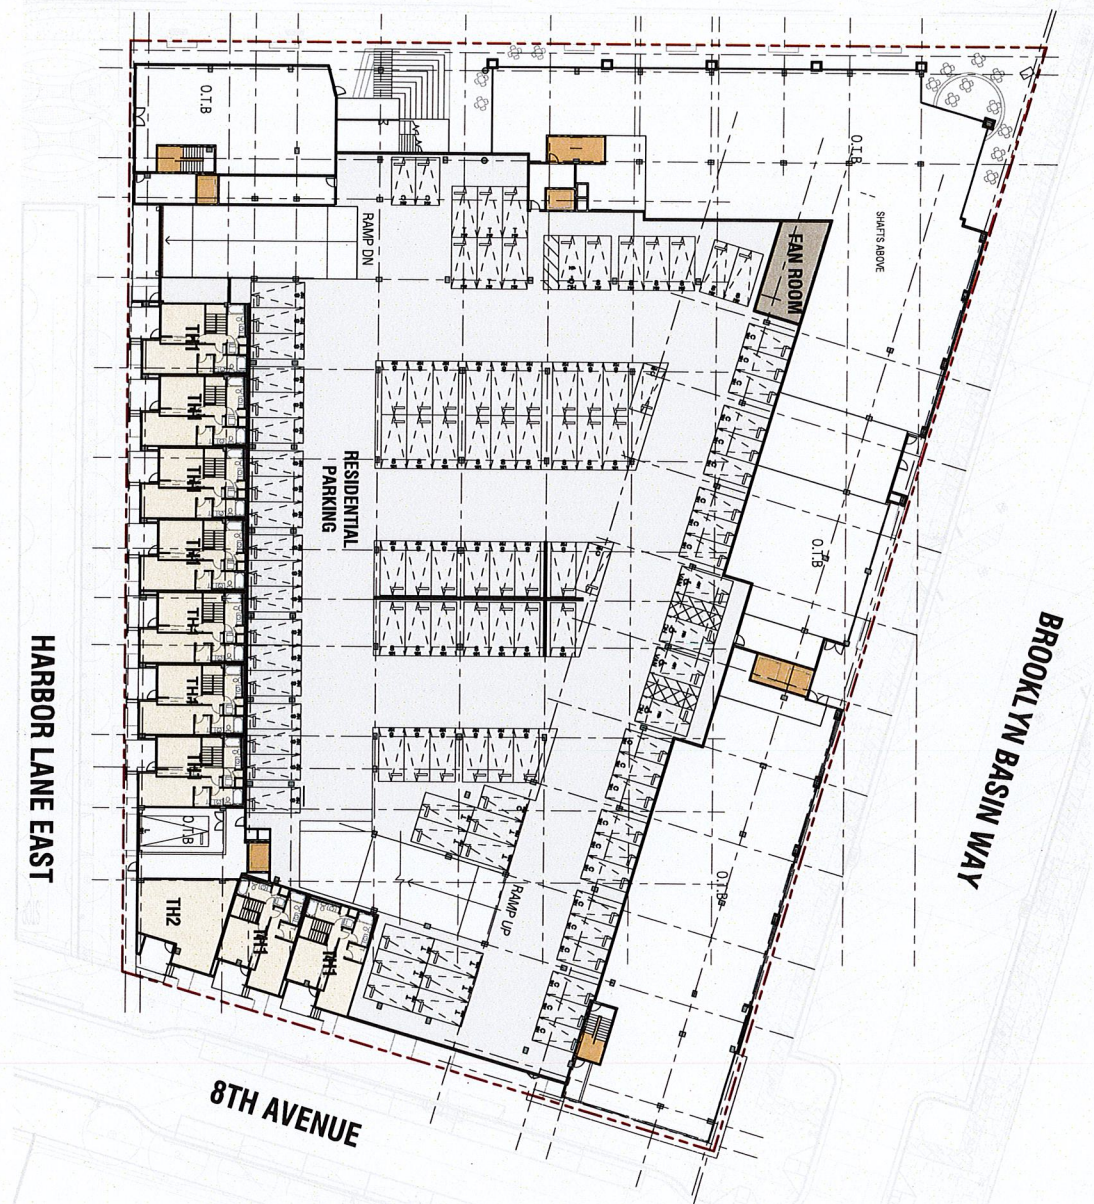 O.T.B
O.T.B
SHAFTS ABOVE
RAMP DN
FAN ROOM
TH1
TH1
TH1
TH1
TH1
TH1
TH1
RESIDENTIAL
PARKING
O.T.B
HARBOR LANE EAST
BROOKLYN BASIN WAY
O.T.B
O.T.B
TH2
TH1
TH1
RAMP UP
8TH AVENUE